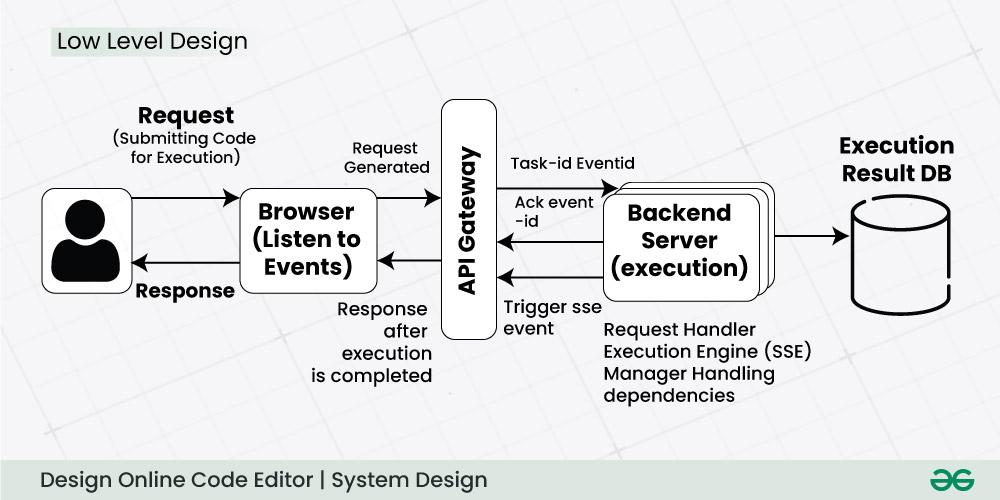 Low Level Design
Request
(Submitting Code
for Execution)
Request
Generated
API Gateway
Task-id Eventid
Ack event
-id
Execution
Result DB
Browser
(Listen to
Events)
Backend
Server
(execution)
Response
Response
after
execution
is completed
Trigger sse
event
Request Handler
Execution Engine (SSE)
Manager Handling
dependencies
Design Online Code Editor | System Design